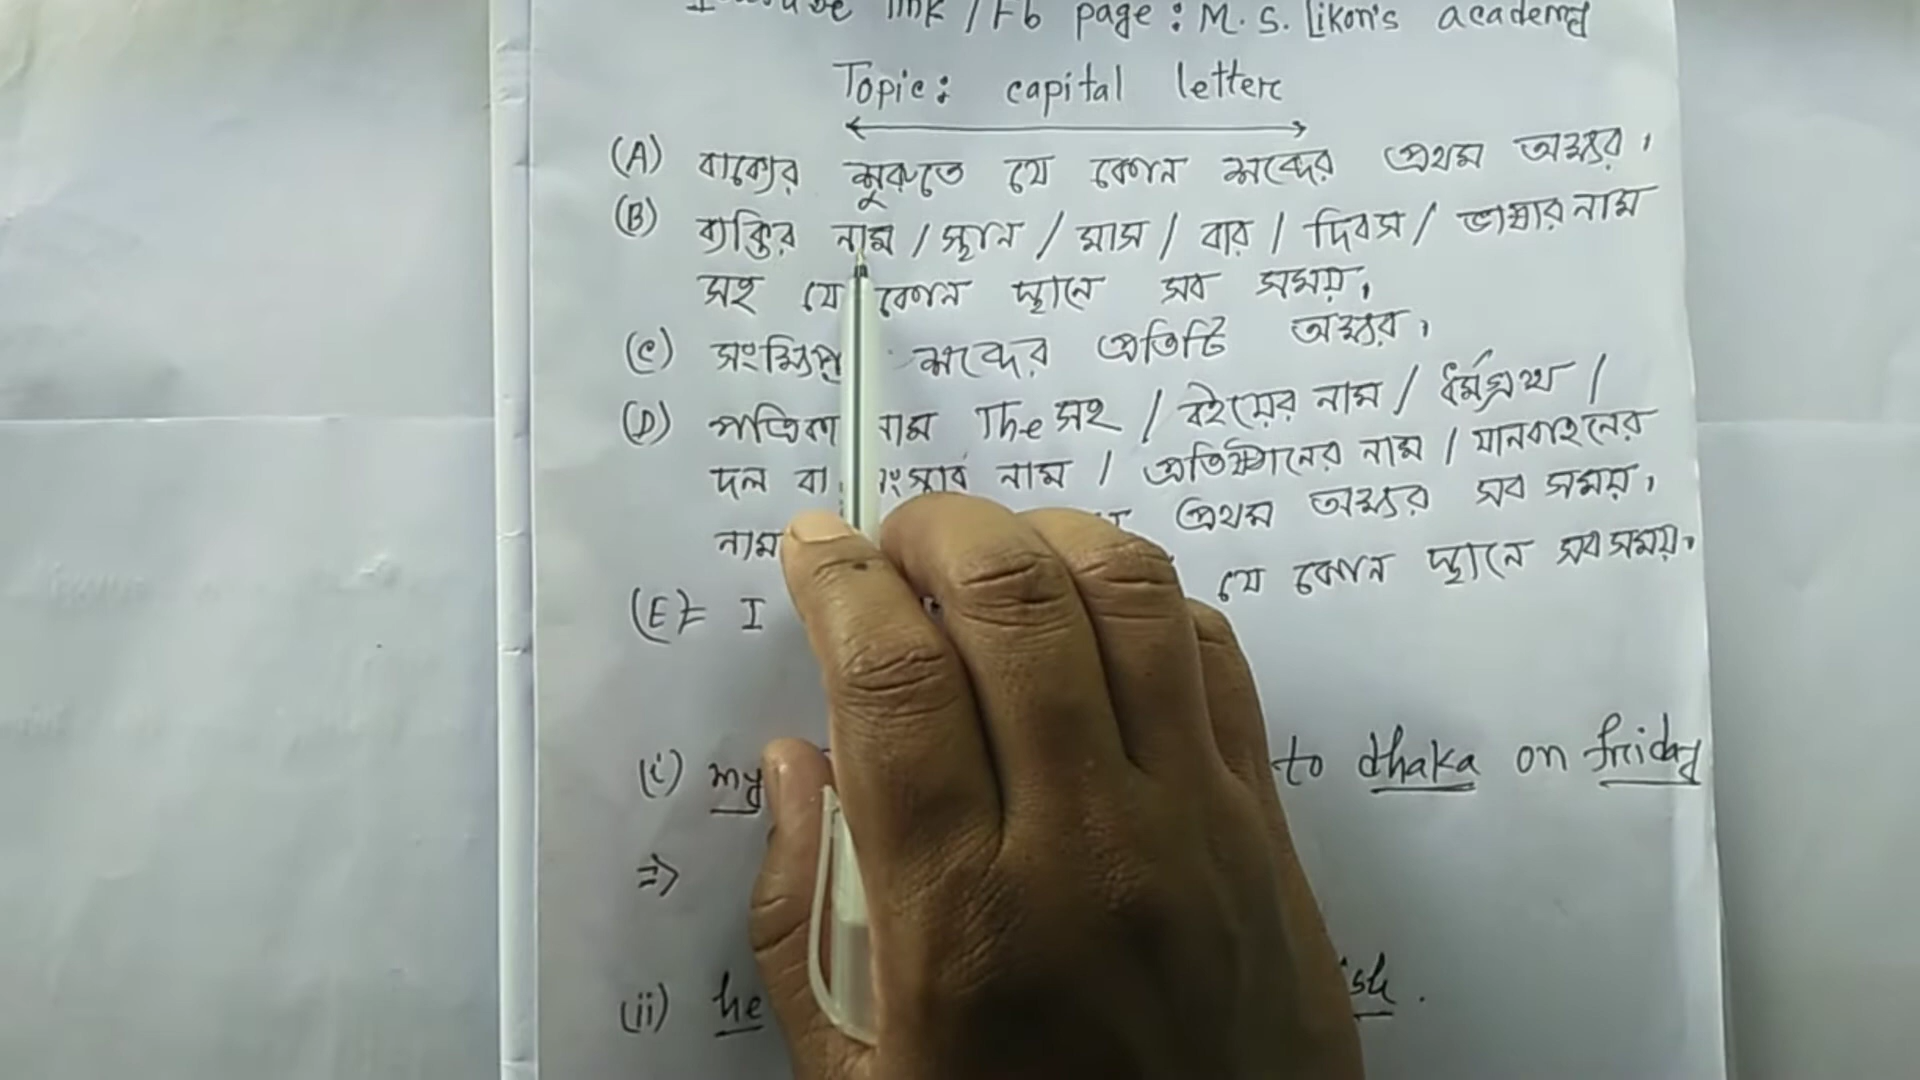 link / Fb page: M. S. Likon's academy
Topic: capital letter
(A) বাক্যের শুরুতে যে কোন শব্দের প্রথম অক্ষর।
(B) ব্যক্তির নাম / স্থান / মাস / বার / দিবস / ভাষার নাম
সহ যে কোন স্থানে সব সময়।
(C) শব্দের প্রতিটি অক্ষর।
(D) পত্রিকা নাম The সহ / বইয়ের নাম / ধর্মগ্রন্থ /
দল বা নাম / প্রতিষ্ঠানের নাম / যানবাহনের
নাম প্রথম অক্ষর সব সময়।
(E) = I যে কোন স্থানে সব সময়।
(i) my to dhaka on friday
⇒
(ii) he